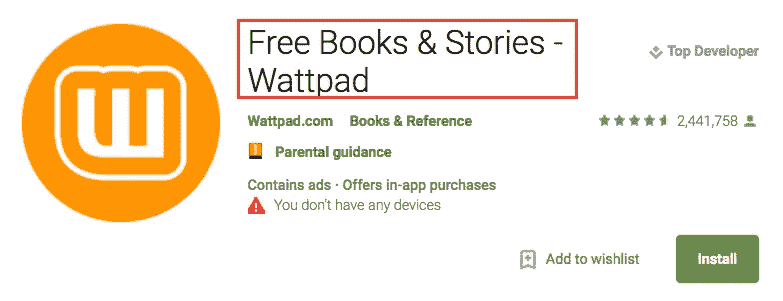 Free Books & Stories -
Wattpad
Top Developer
Wattpad.com Books & Reference
2,441,758
Parental guidance
Contains ads · Offers in-app purchases
You don't have any devices
Add to wishlist
Install